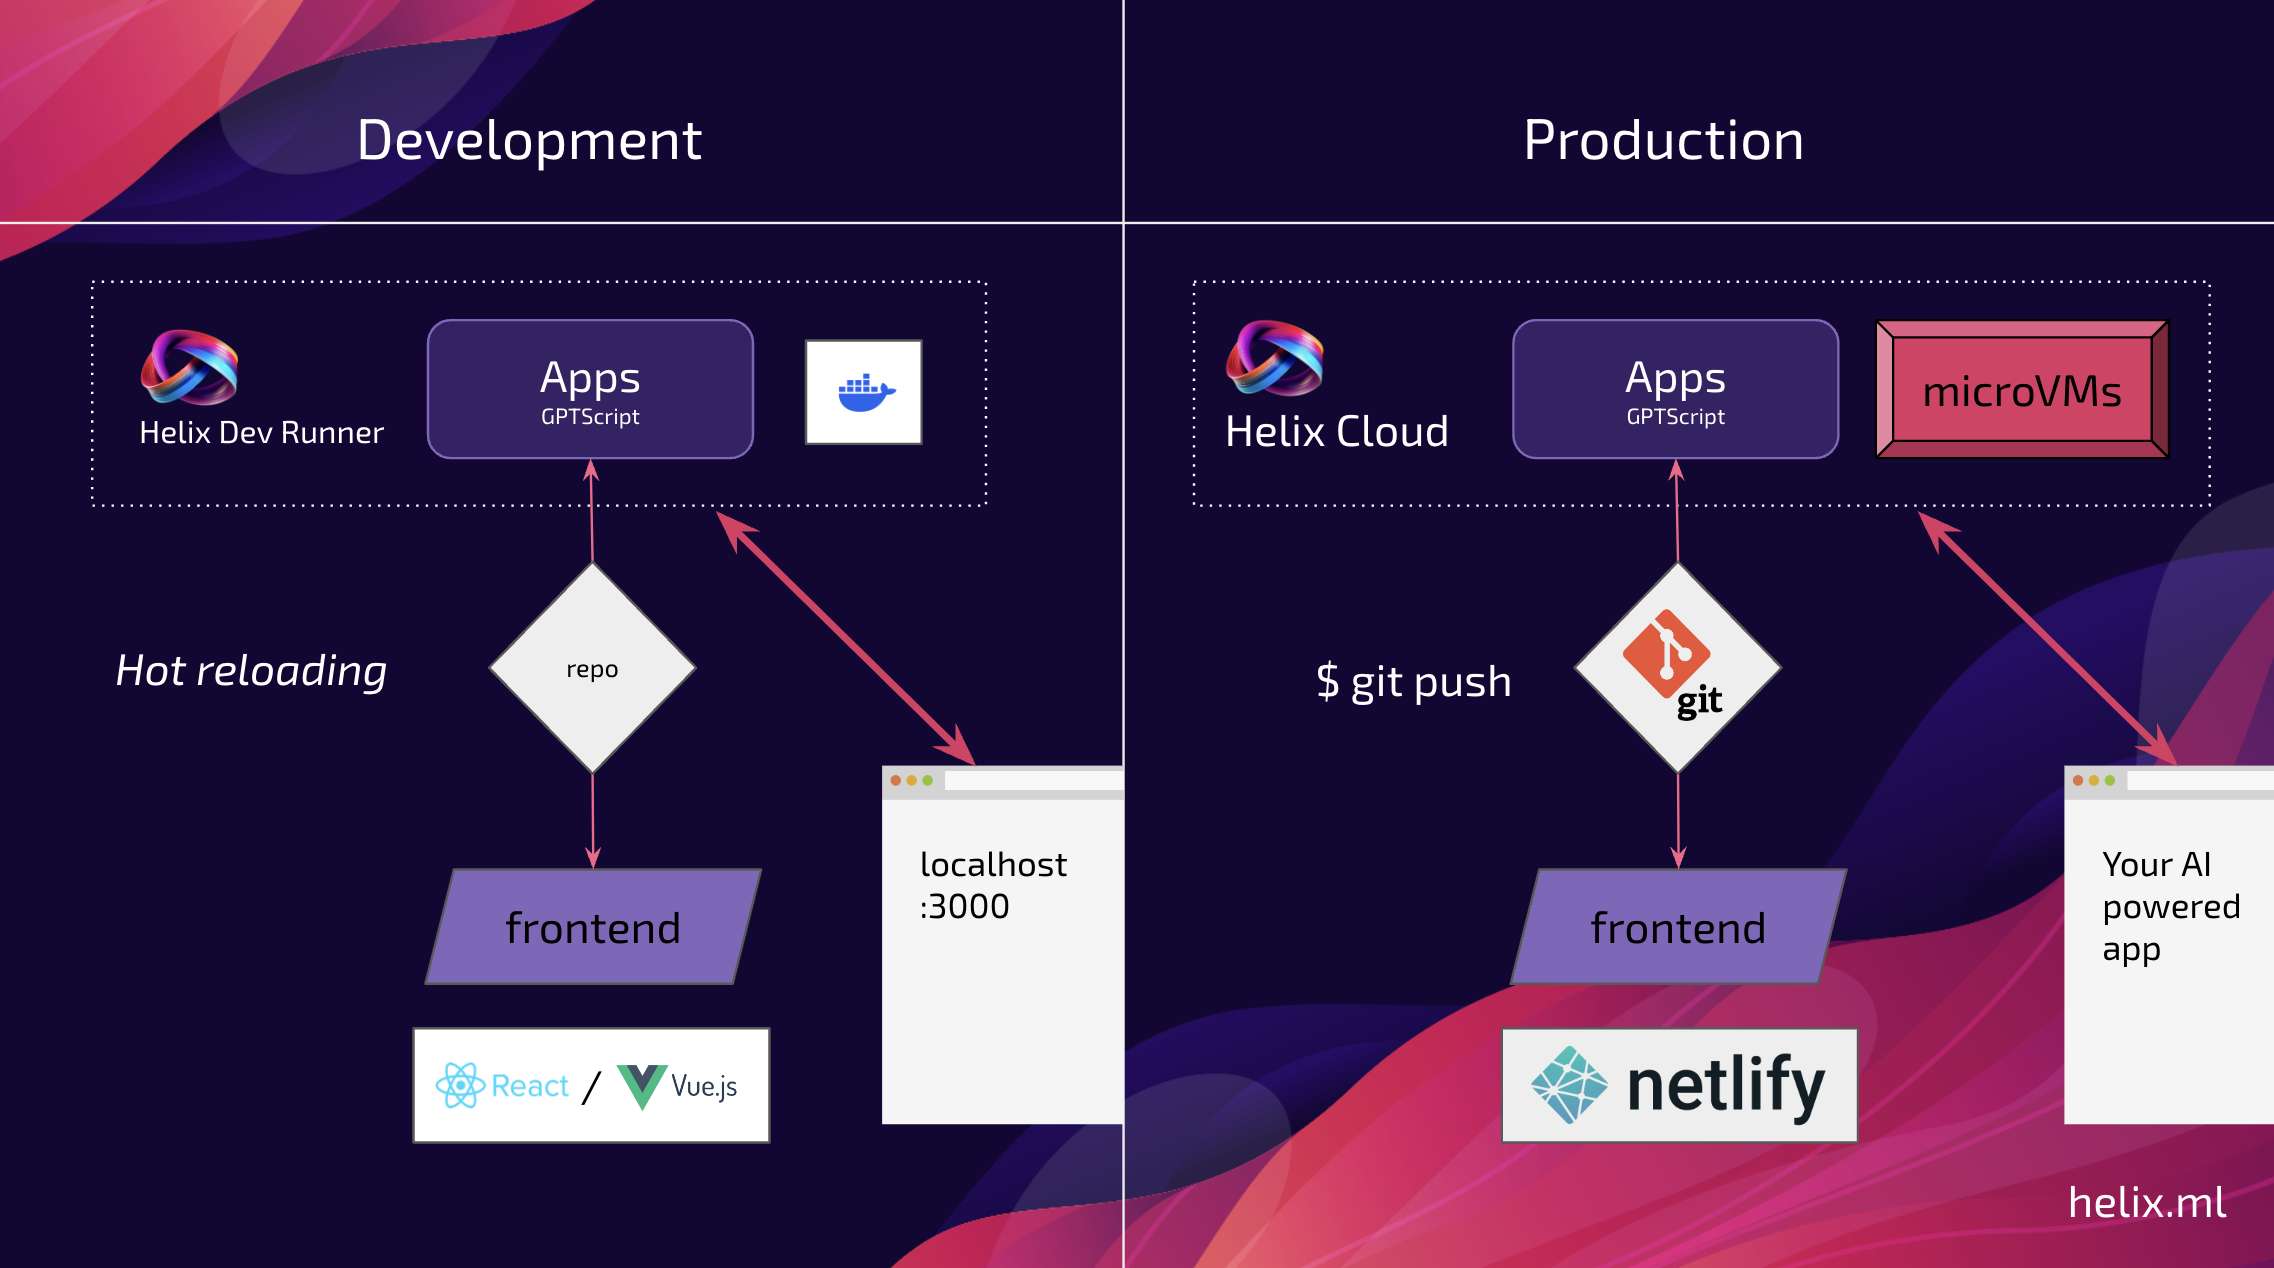 Development
Production
Helix Dev Runner
Apps
GPTScript
Helix Cloud
Apps
GPTScript
microVMs
Hot reloading
repo
$ git push
git
localhost
:3000
Your AI
powered
app
frontend
frontend
React / Vue.js
netlify
helix.ml